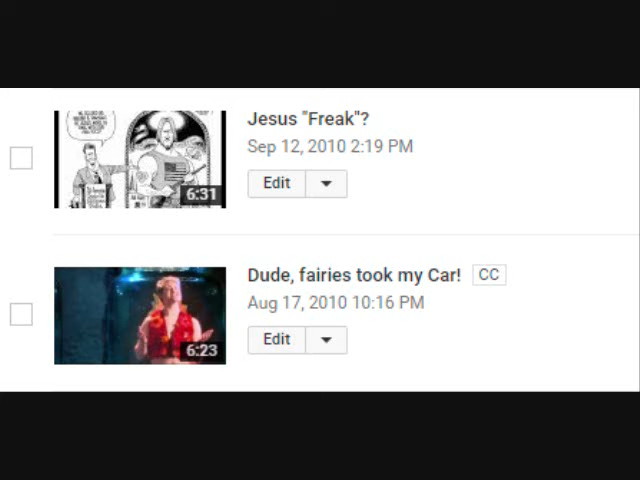 Jesus "Freak"?
Sep 12, 2010 2:19 PM
Edit
6:31
Dude, fairies took my Car! CC
Aug 17, 2010 10:16 PM
Edit
6:23